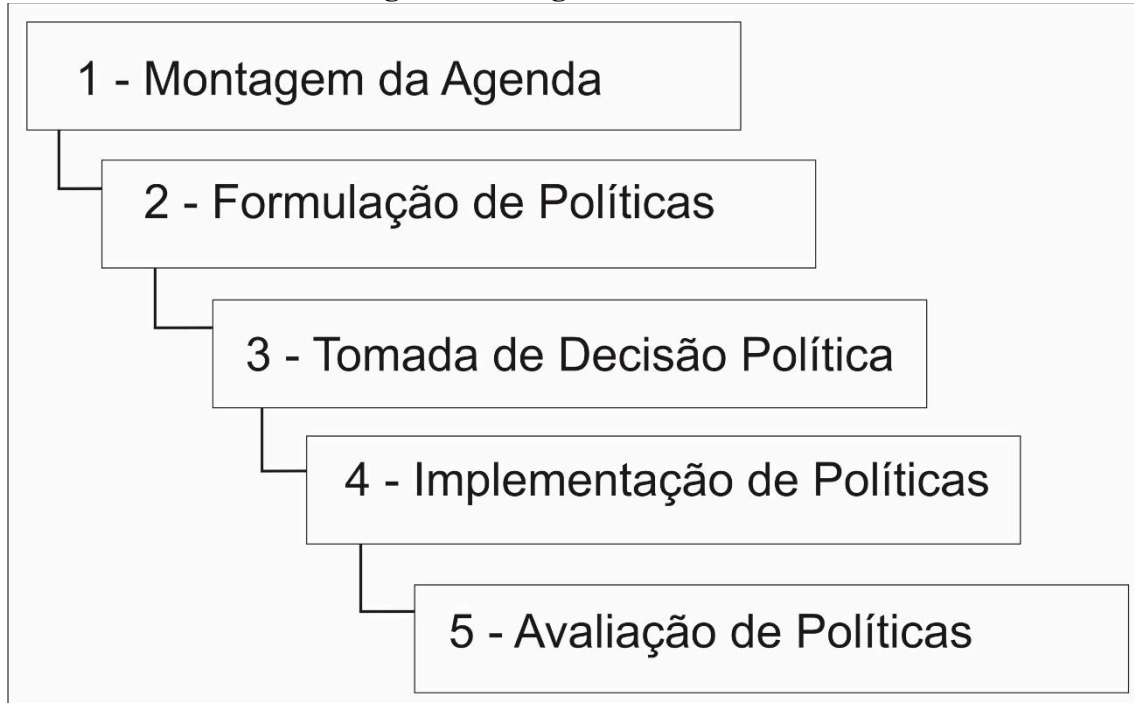 1 - Montagem da Agenda
2 - Formulação de Políticas
3 - Tomada de Decisão Política
4 - Implementação de Políticas
5 - Avaliação de Políticas